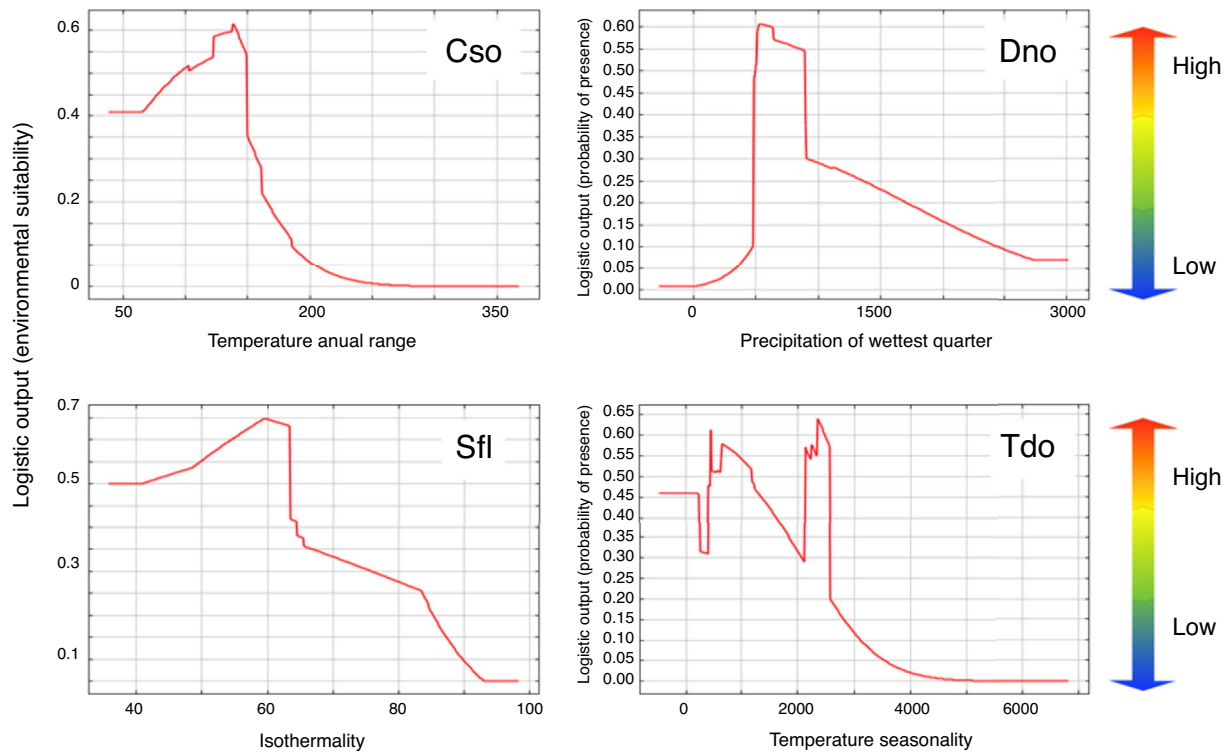 Logistic output (environmental suitability)
0.6
0.4
0.2
0
Cso
50 200 350
Temperature anual range
Logistic output (probability of presence)
0.60
0.55
0.50
0.45
0.40
0.35
0.30
0.25
0.20
0.15
0.10
0.05
0.00
Dno
0 1500 3000
Precipitation of wettest quarter
High
Low
0.7
0.5
0.3
0.1
Sfl
40 60 80 100
Isothermality
Logistic output (probability of presence)
0.65
0.60
0.55
0.50
0.45
0.40
0.35
0.30
0.25
0.20
0.15
0.10
0.05
0.00
Tdo
0 2000 4000 6000
Temperature seasonality
High
Low